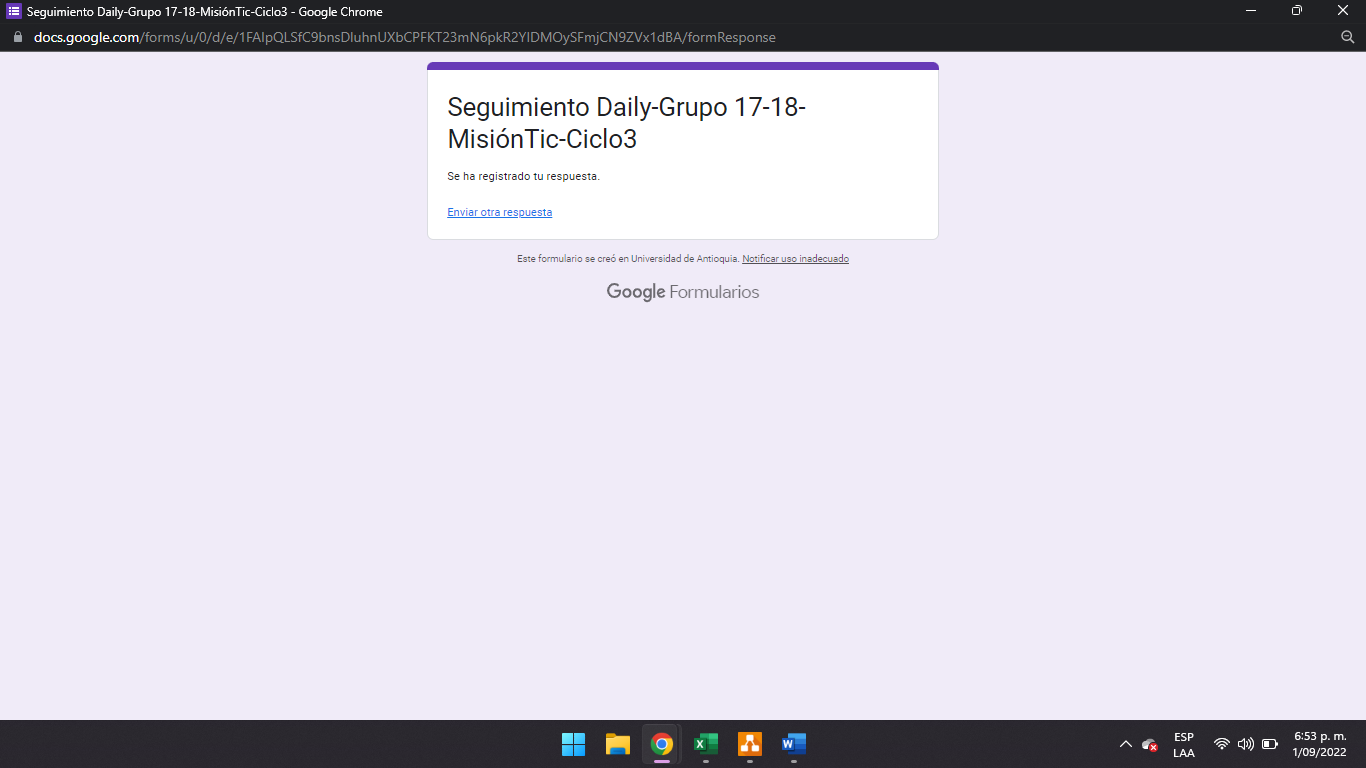 Seguimiento Daily-Grupo 17-18-MisiónTic-Ciclo3 - Google Chrome
docs.google.com/forms/u/0/d/e/1FAIpQLSfC9bnsDluhnUXbCPFKT23mN6pkR2YlDMOySFmjCN9ZVx1dBA/formResponse
Seguimiento Daily-Grupo 17-18-
MisiónTic-Ciclo3
Se ha registrado tu respuesta.
Enviar otra respuesta
Este formulario se creó en Universidad de Antioquia. Notificar uso inadecuado
Google Formularios
ESP
LAA
6:53 p. m.
1/09/2022